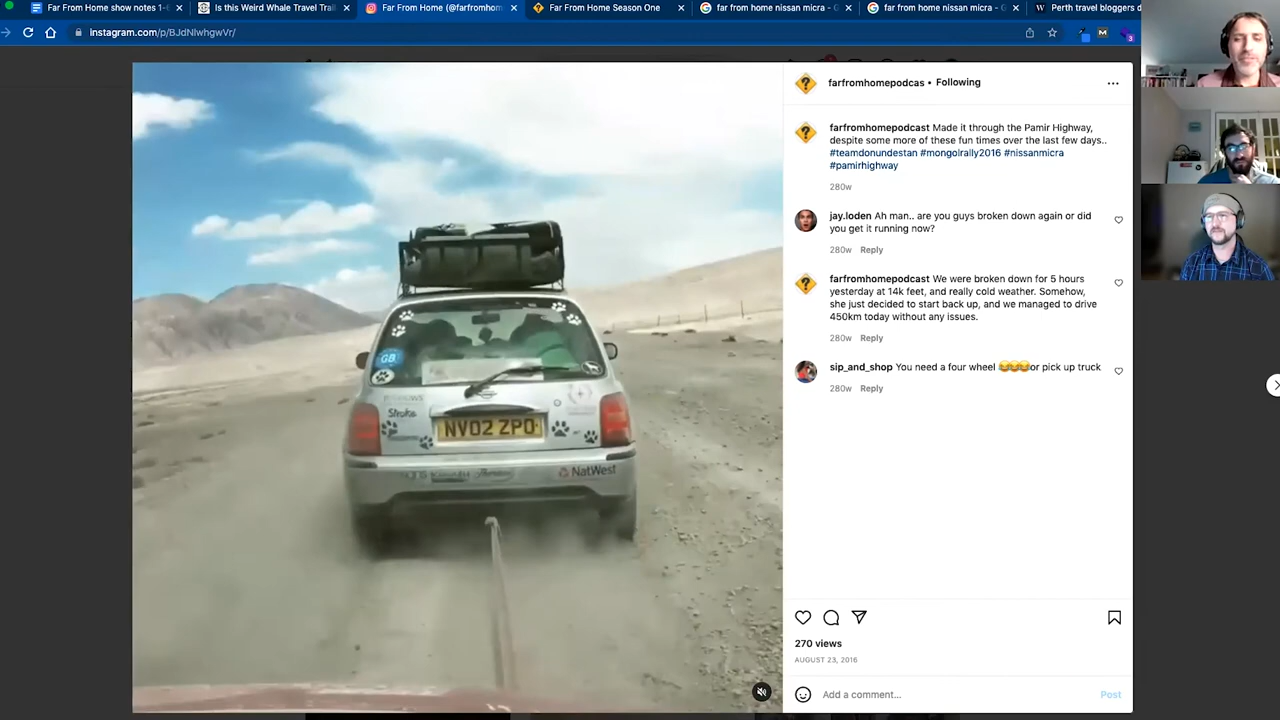 Far From Home show notes 1-6
Is this Weird Whale Travel Trail
Far From Home (@farfromhom
Far From Home Season One
far from home nissan micra - G
far from home nissan micra - G
Perth travel bloggers d
instagram.com/p/BJdNlwhgwVr/
3
farfromhomepodcas • Following
farfromhomepodcast Made it through the Pamir Highway,
despite some more of these fun times over the last few days..
#teamdonundestan #mongolrally2016 #nissanmicra
#pamirhighway
280w
jay.loden Ah man.. are you guys broken down again or did
you get it running now?
280w Reply
farfromhomepodcast We were broken down for 5 hours
yesterday at 14k feet, and really cold weather. Somehow,
she just decided to start back up, and we managed to drive
450km today without any issues.
280w Reply
sip_and_shop You need a four wheel 😂😂😂or pick up truck
280w Reply
GB
Stroke
NV02 ZPO
NatWest
270 views
AUGUST 23, 2016
Add a comment...
Post